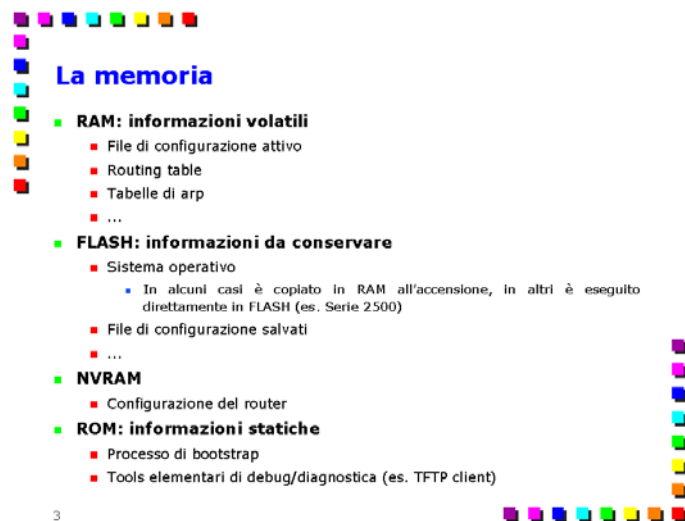 La memoria
RAM: informazioni volatili
File di configurazione attivo
Routing table
Tabelle di arp
...
FLASH: informazioni da conservare
Sistema operativo
In alcuni casi è copiato in RAM all'accensione, in altri è eseguito
direttamente in FLASH (es. Serie 2500)
File di configurazione salvati
...
NVRAM
Configurazione del router
ROM: informazioni statiche
Processo di bootstrap
Tools elementari di debug/diagnostica (es. TFTP client)
3